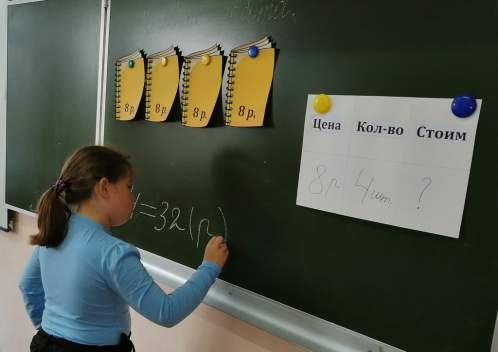 8 р. 8 р. 8 р. 8 р.
Цена Кол-во Стоим
8 р 4 шт ?
=32(р)